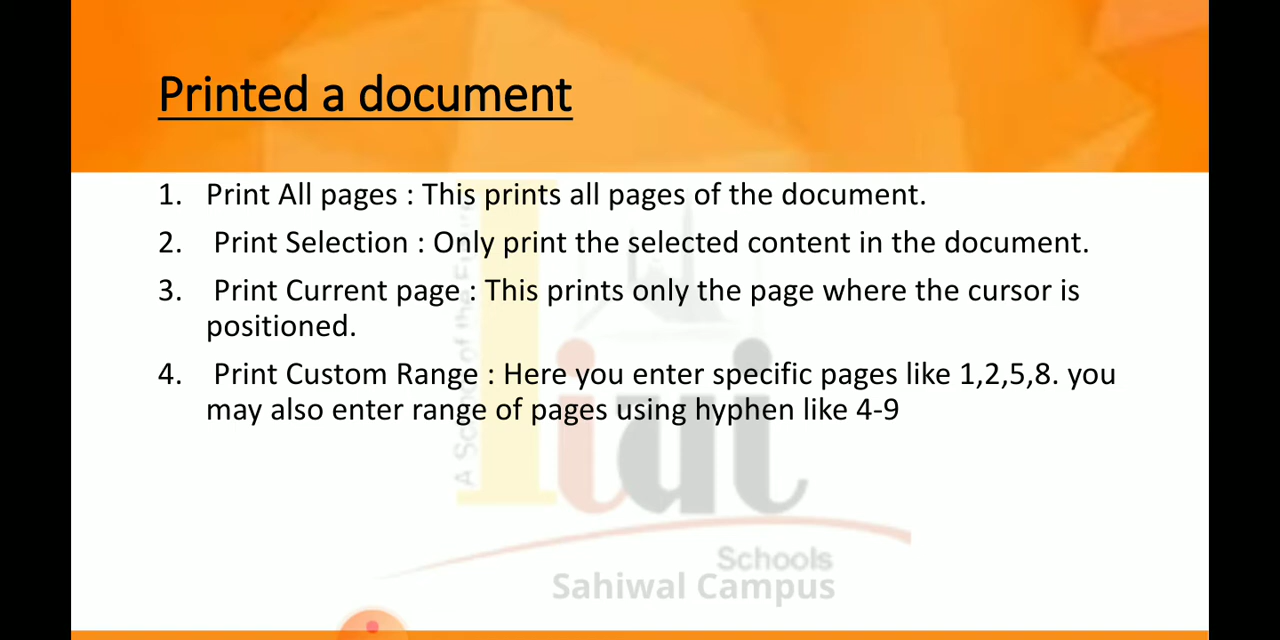 Printed a document
1. Print All pages : This prints all pages of the document.
2. Print Selection : Only print the selected content in the document.
3. Print Current page : This prints only the page where the cursor is
positioned.
4. Print Custom Range : Here you enter specific pages like 1,2,5,8. you
may also enter range of pages using hyphen like 4-9
Schools
Sahiwal Campus